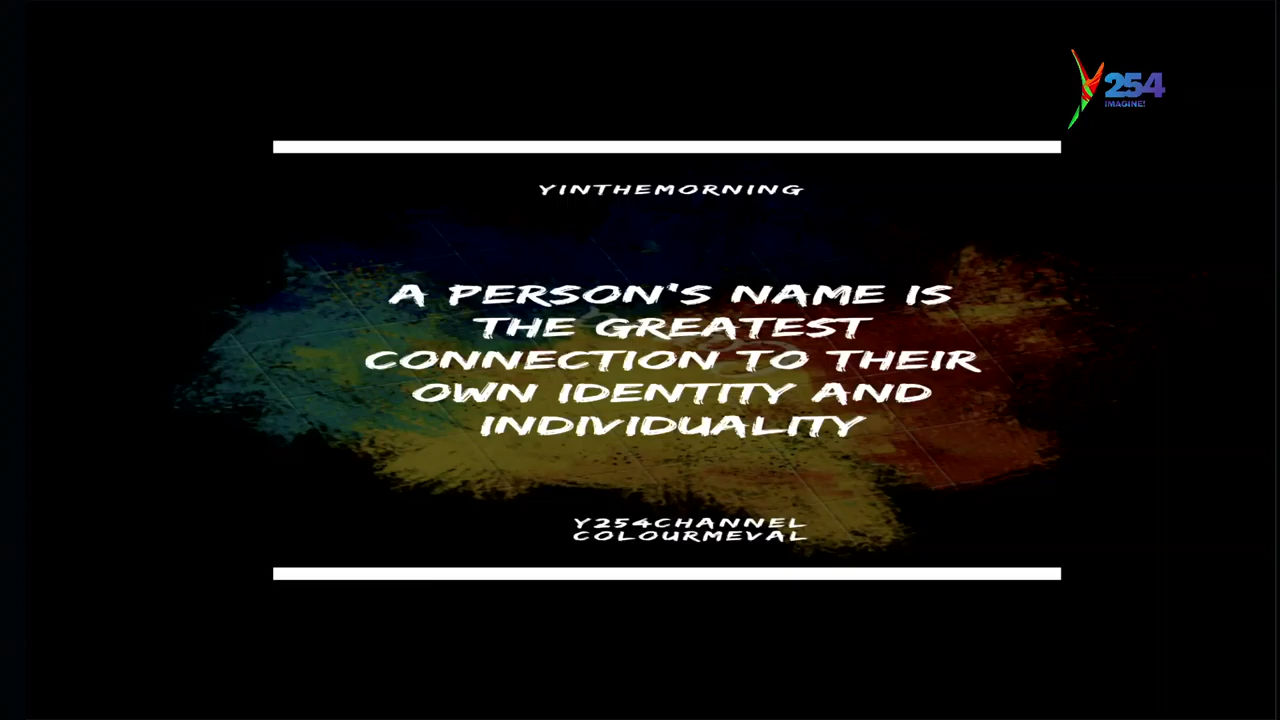 Y254
IMAGINE!
YINTHEMORNING
A PERSON'S NAME IS
THE GREATEST
CONNECTION TO THEIR
OWN IDENTITY AND
INDIVIDUALITY
Y254CHANNEL
COLOURMEVAL